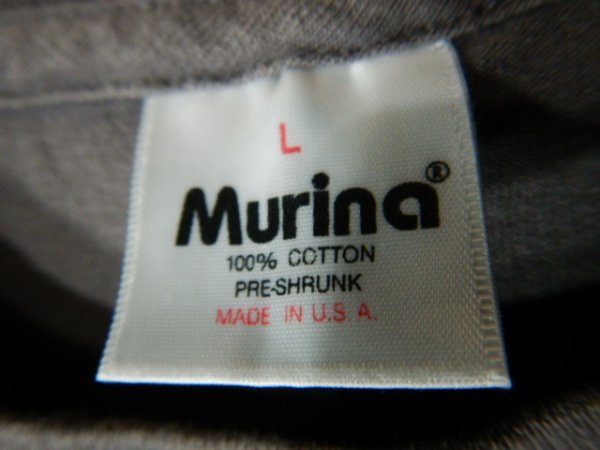 L
Murina®
100% COTTON
PRE-SHRUNK
MADE IN U.S.A.